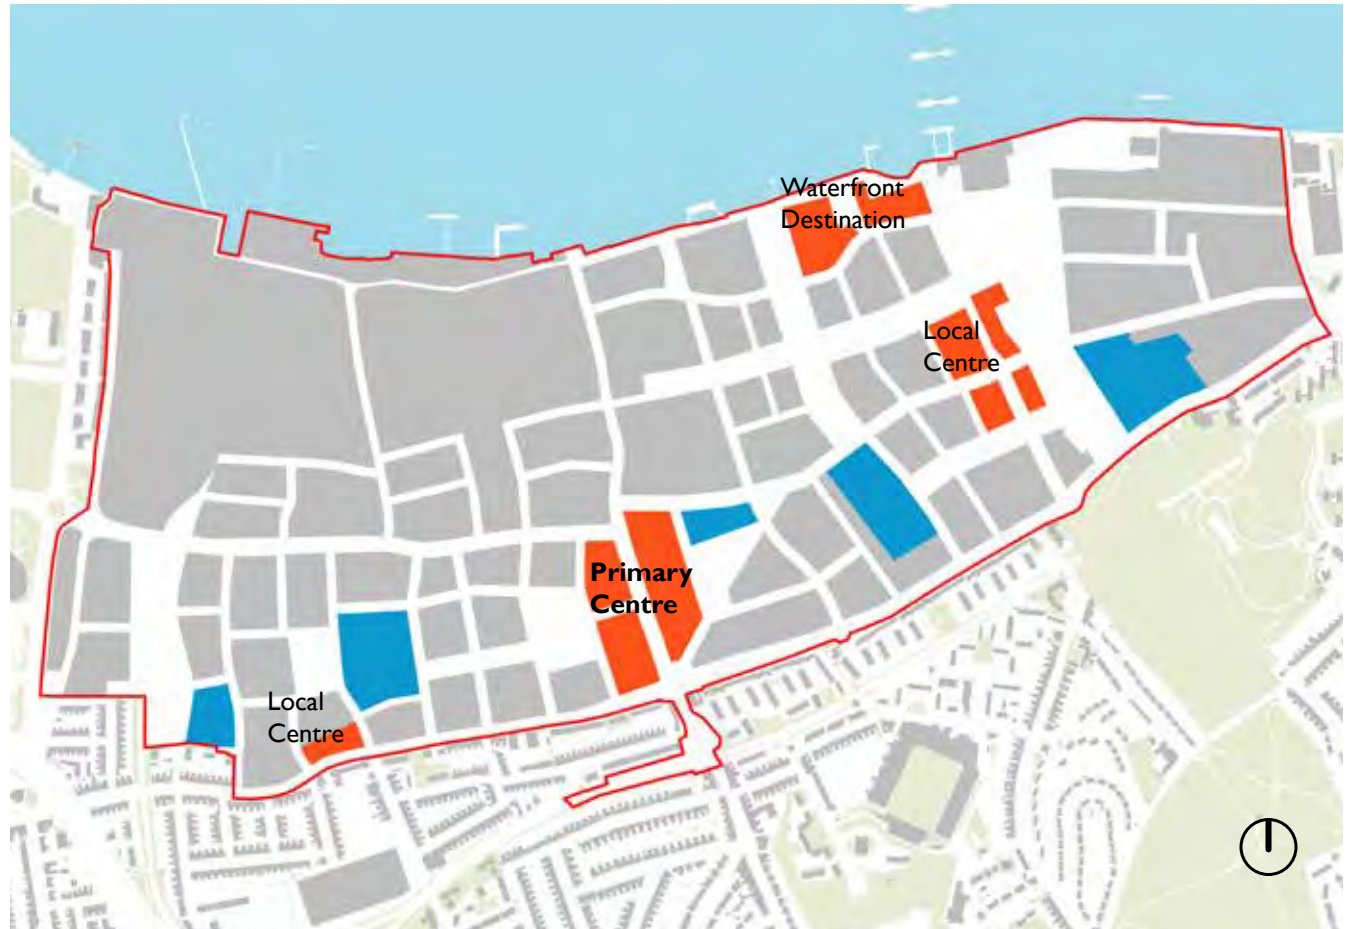 Waterfront
Destination
Local
Centre
Primary
Centre
Local
Centre